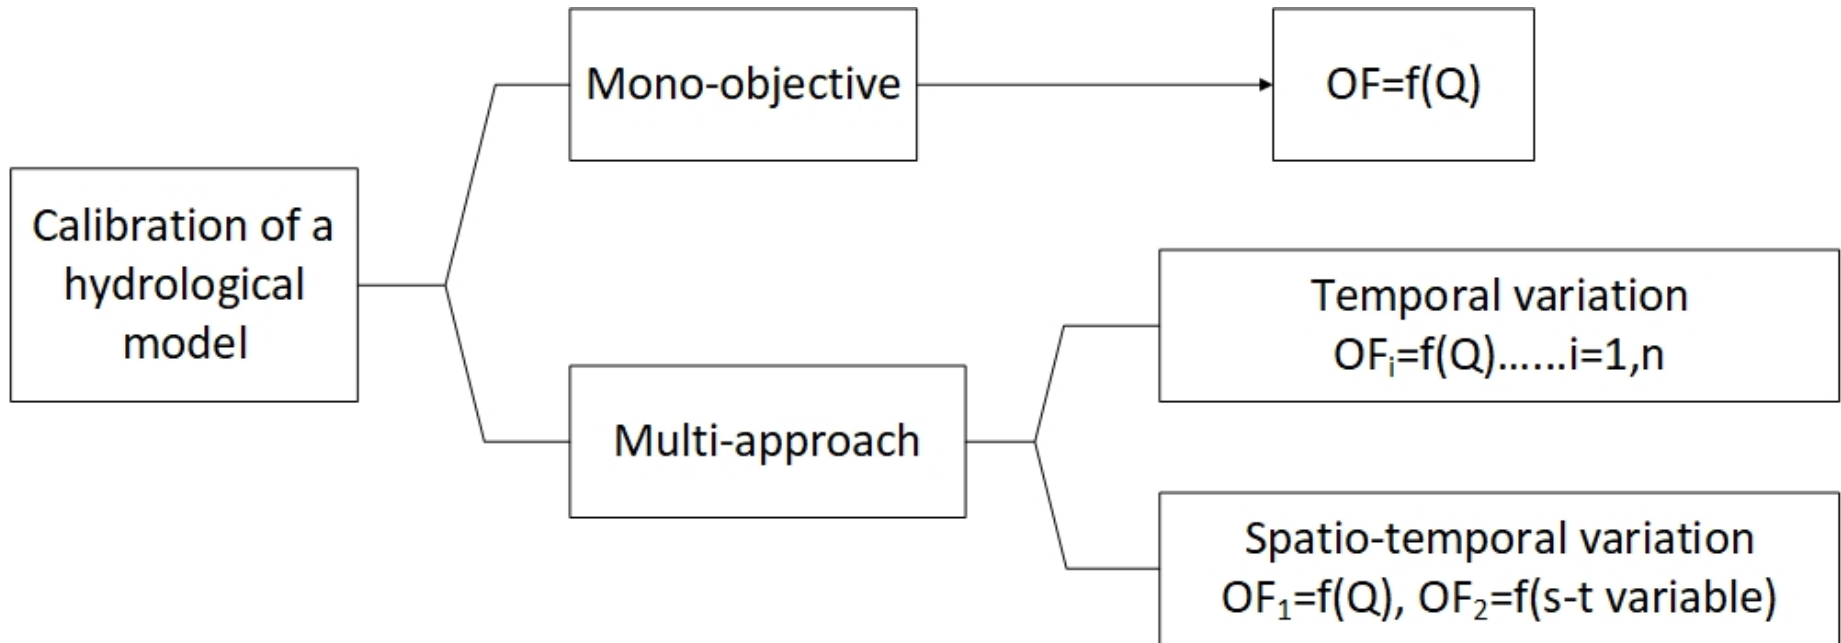 Mono-objective
OF=f(Q)
Calibration of a
hydrological
model
Temporal variation
OFᵢ=f(Q)......i=1,n
Multi-approach
Spatio-temporal variation
OF₁=f(Q), OF₂=f(s-t variable)